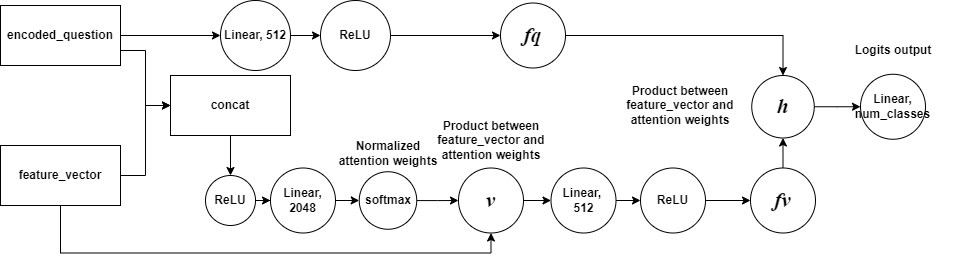 encoded_question
Linear, 512
ReLU
fq
Logits output
concat
Product between
feature_vector and
attention weights
h
Linear,
num_classes
feature_vector
Normalized
attention weights
Product between
feature_vector and
attention weights
ReLU
Linear,
2048
softmax
v
Linear,
512
ReLU
fv